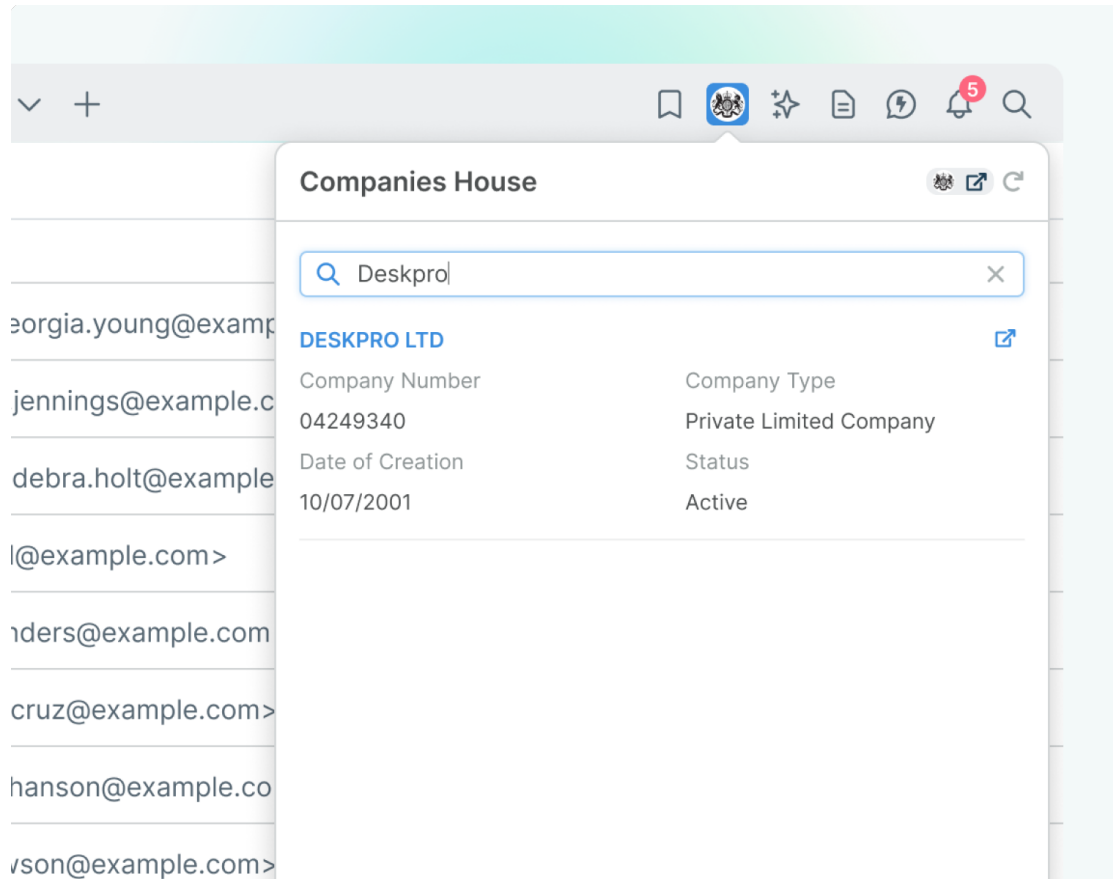 5
Companies House
Deskpro
DESKPRO LTD
Company Number
Company Type
04249340
Private Limited Company
Date of Creation
Status
10/07/2001
Active
eorgia.young@examp
jennings@example.c
debra.holt@example
@example.com>
nders@example.com
cruz@example.com>
hanson@example.co
wson@example.com>